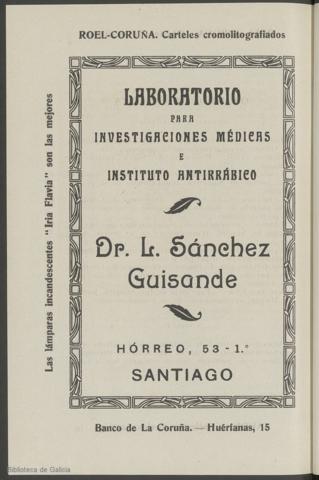 ROEL-CORUÑA. Carteles cromolitografiados
Las lámparas incandescentes "Iria Flavia" son las mejores
LABORATORIO
PARA
INVESTIGACIONES MÉDICAS
E
INSTITUTO ANTIRRÁBICO
Dr. L. Sánchez
Guisande
HÓRREO, 53 - 1.°
SANTIAGO
Banco de La Coruña. — Huérfanas, 15
Biblioteca de Galicia